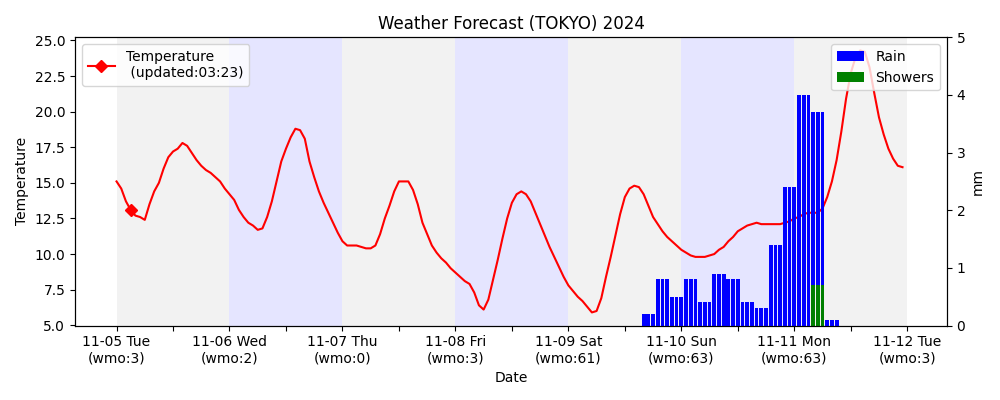 Weather Forecast (TOKYO) 2024
Temperature
(updated:03:23)
Rain
Showers
25.0
22.5
20.0
17.5
15.0
12.5
10.0
7.5
5.0
Temperature
5
4
3
2
1
0
mm
11-05 Tue 11-06 Wed 11-07 Thu 11-08 Fri 11-09 Sat 11-10 Sun 11-11 Mon 11-12 Tue
(wmo:3) (wmo:2) (wmo:0) (wmo:3) (wmo:61) (wmo:63) (wmo:63) (wmo:3)
Date